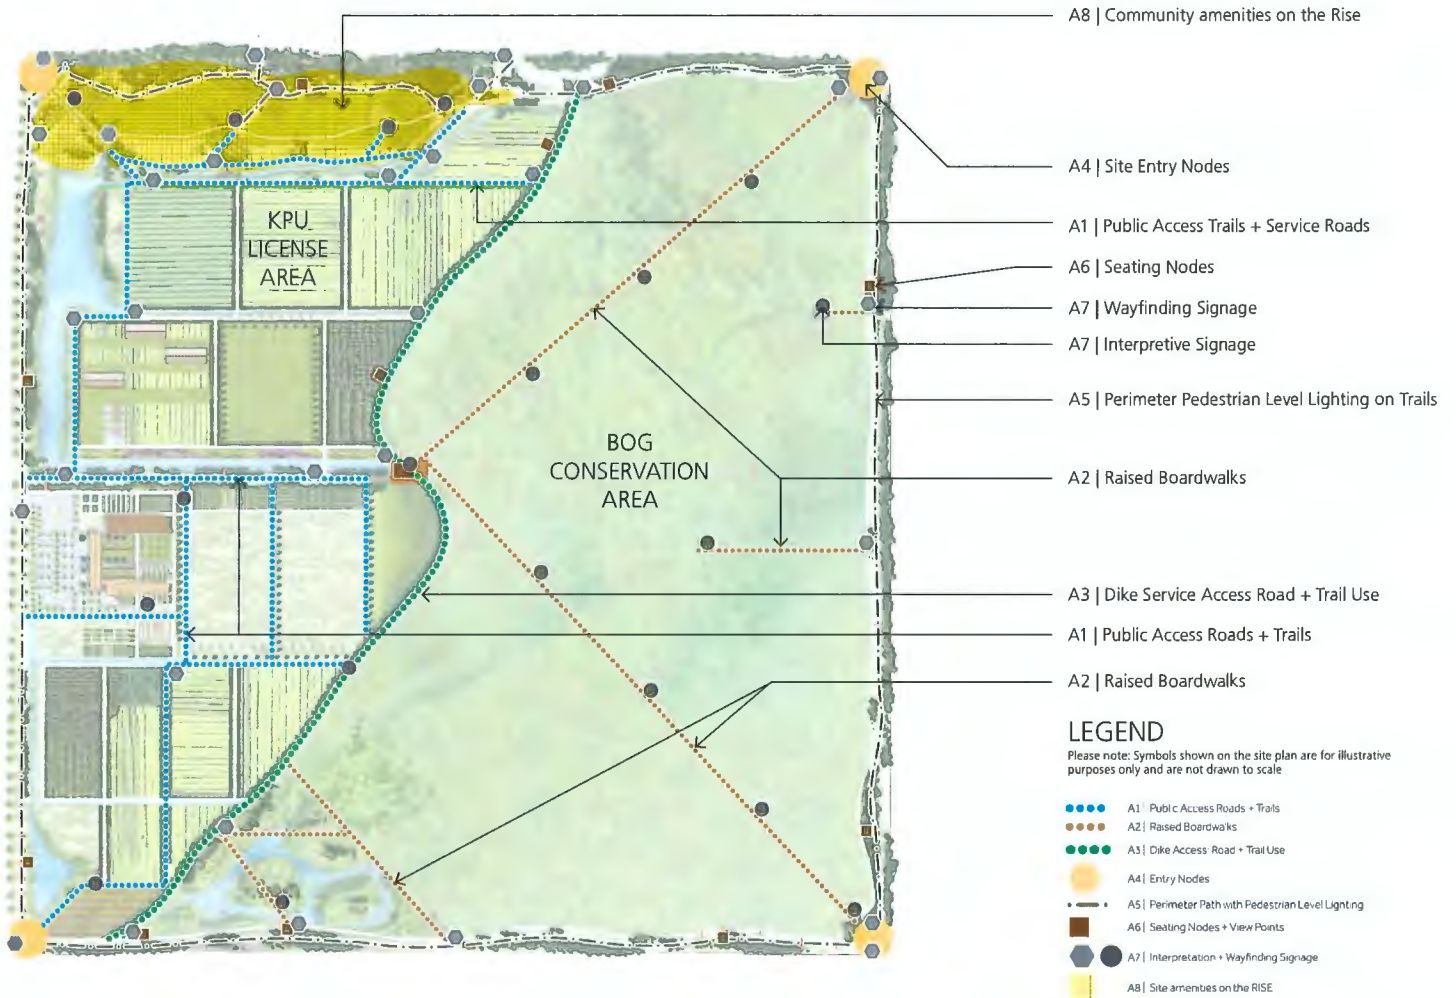 A8 | Community amenities on the Rise
A4 | Site Entry Nodes
KPU
LICENSE
AREA
A1 | Public Access Trails + Service Roads
A6 | Seating Nodes
A7 | Wayfinding Signage
A7 | Interpretive Signage
A5 | Perimeter Pedestrian Level Lighting on Trails
BOG
CONSERVATION
AREA
A2 | Raised Boardwalks
A3 | Dike Service Access Road + Trail Use
A1 | Public Access Roads + Trails
A2 | Raised Boardwalks
LEGEND
Please note: Symbols shown on the site plan are for illustrative
purposes only and are not drawn to scale
A1 | Public Access Roads + Trails
A2 | Raised Boardwalks
A3 | Dike Access Road + Trail Use
A4 | Entry Nodes
A5 | Perimeter Path with Pedestrian Level Lighting
A6 | Seating Nodes + View Points
A7 | Interpretation + Wayfinding Signage
A8 | Site amenities on the RISE